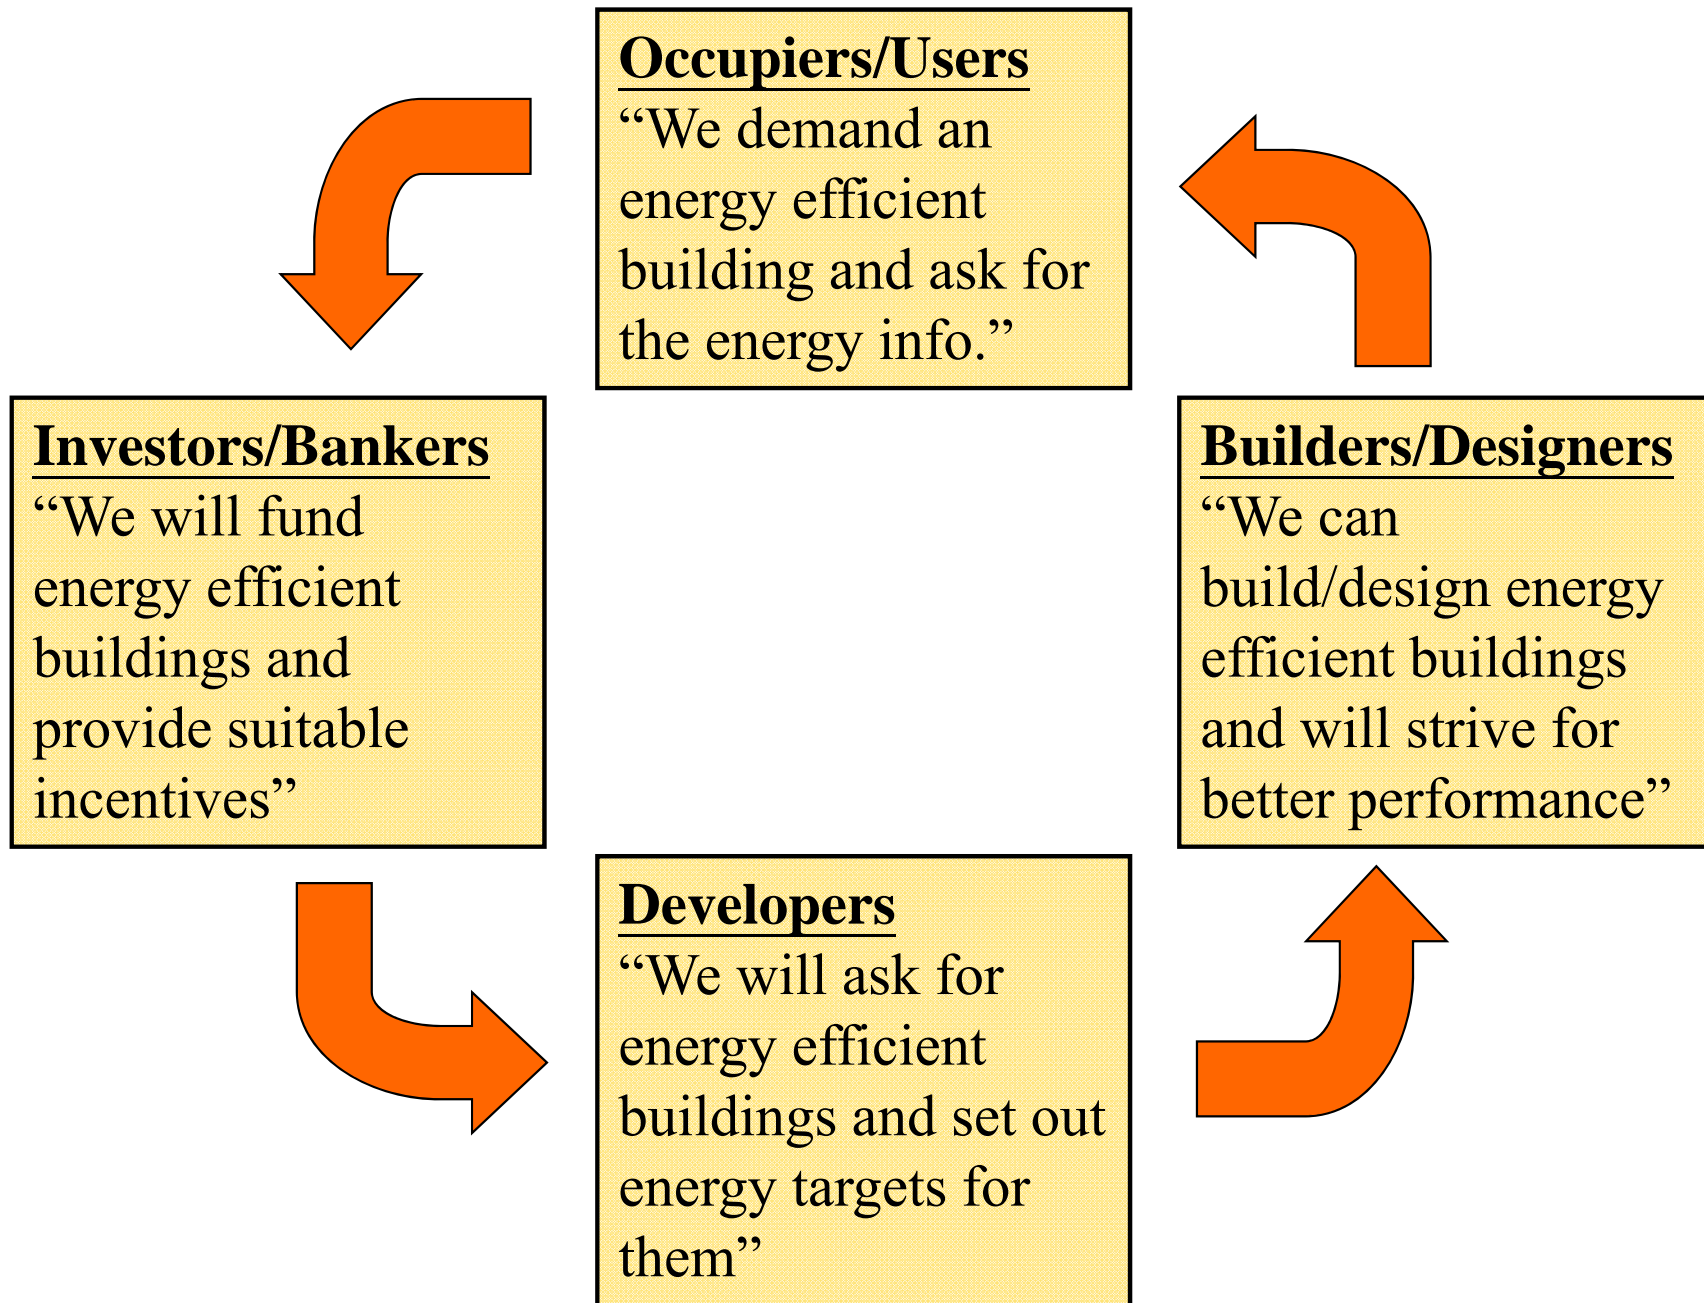 Occupiers/Users
“We demand an
energy efficient
building and ask for
the energy info.”
Investors/Bankers
“We will fund
energy efficient
buildings and
provide suitable
incentives”
Builders/Designers
“We can
build/design energy
efficient buildings
and will strive for
better performance”
Developers
“We will ask for
energy efficient
buildings and set out
energy targets for
them”